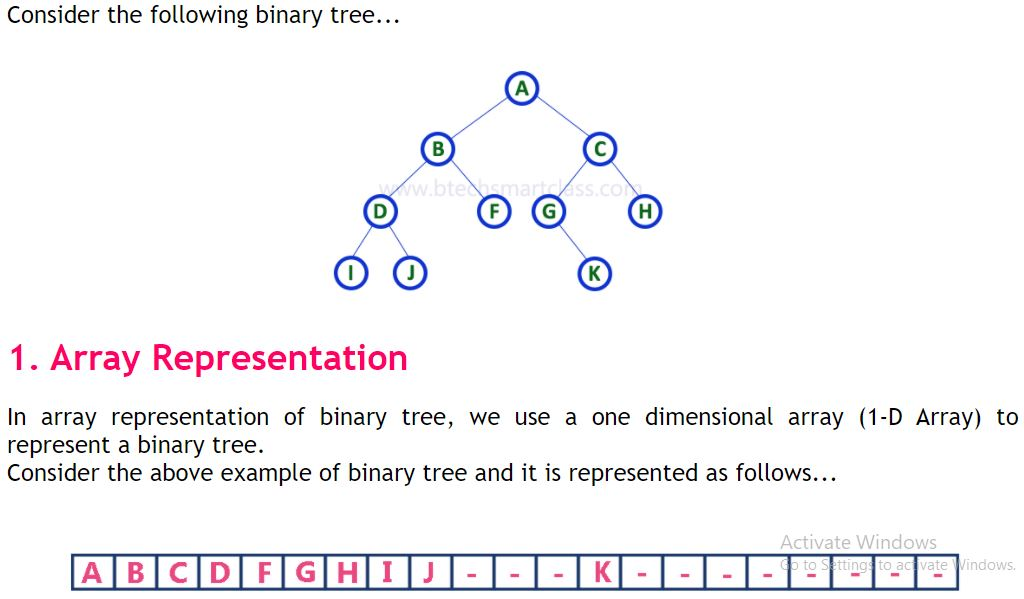 Consider the following binary tree...
A
B C
www.btechsmartclass.com
D F G H
I J K
1. Array Representation
In array representation of binary tree, we use a one dimensional array (1-D Array) to
represent a binary tree.
Consider the above example of binary tree and it is represented as follows...
Activate Windows
Go to Settings to activate Windows.
A B C D F G H I J - - - K - - - - - - - -